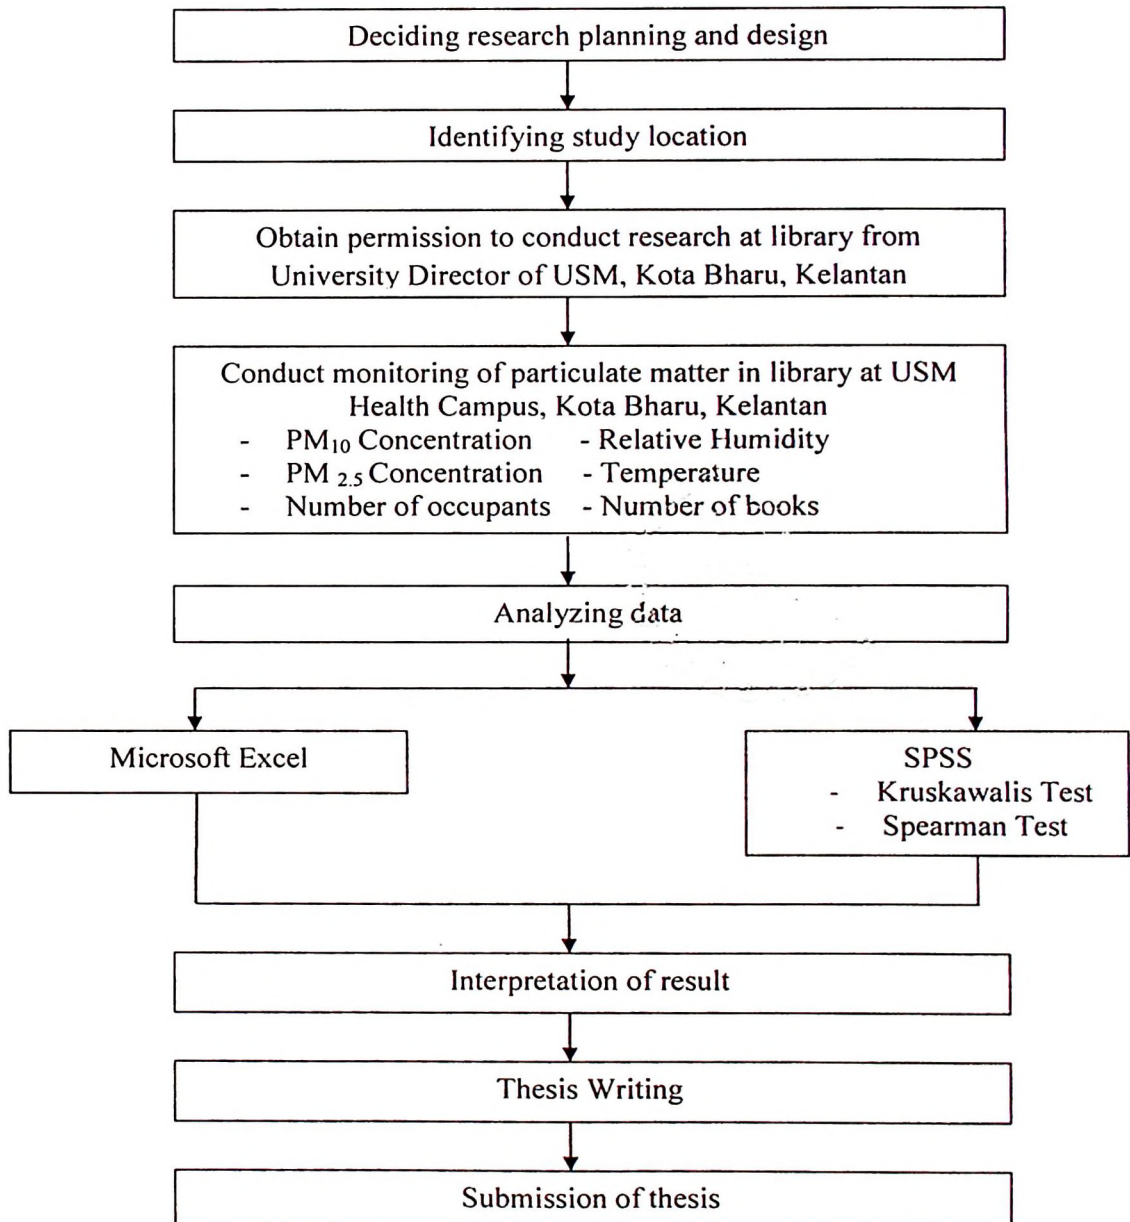 Deciding research planning and design
Identifying study location
Obtain permission to conduct research at library from
University Director of USM, Kota Bharu, Kelantan
Conduct monitoring of particulate matter in library at USM
Health Campus, Kota Bharu, Kelantan
- PM₁₀ Concentration - Relative Humidity
- PM ₂.₅ Concentration - Temperature
- Number of occupants - Number of books
Analyzing data
Microsoft Excel
SPSS
- Kruskawalis Test
- Spearman Test
Interpretation of result
Thesis Writing
Submission of thesis